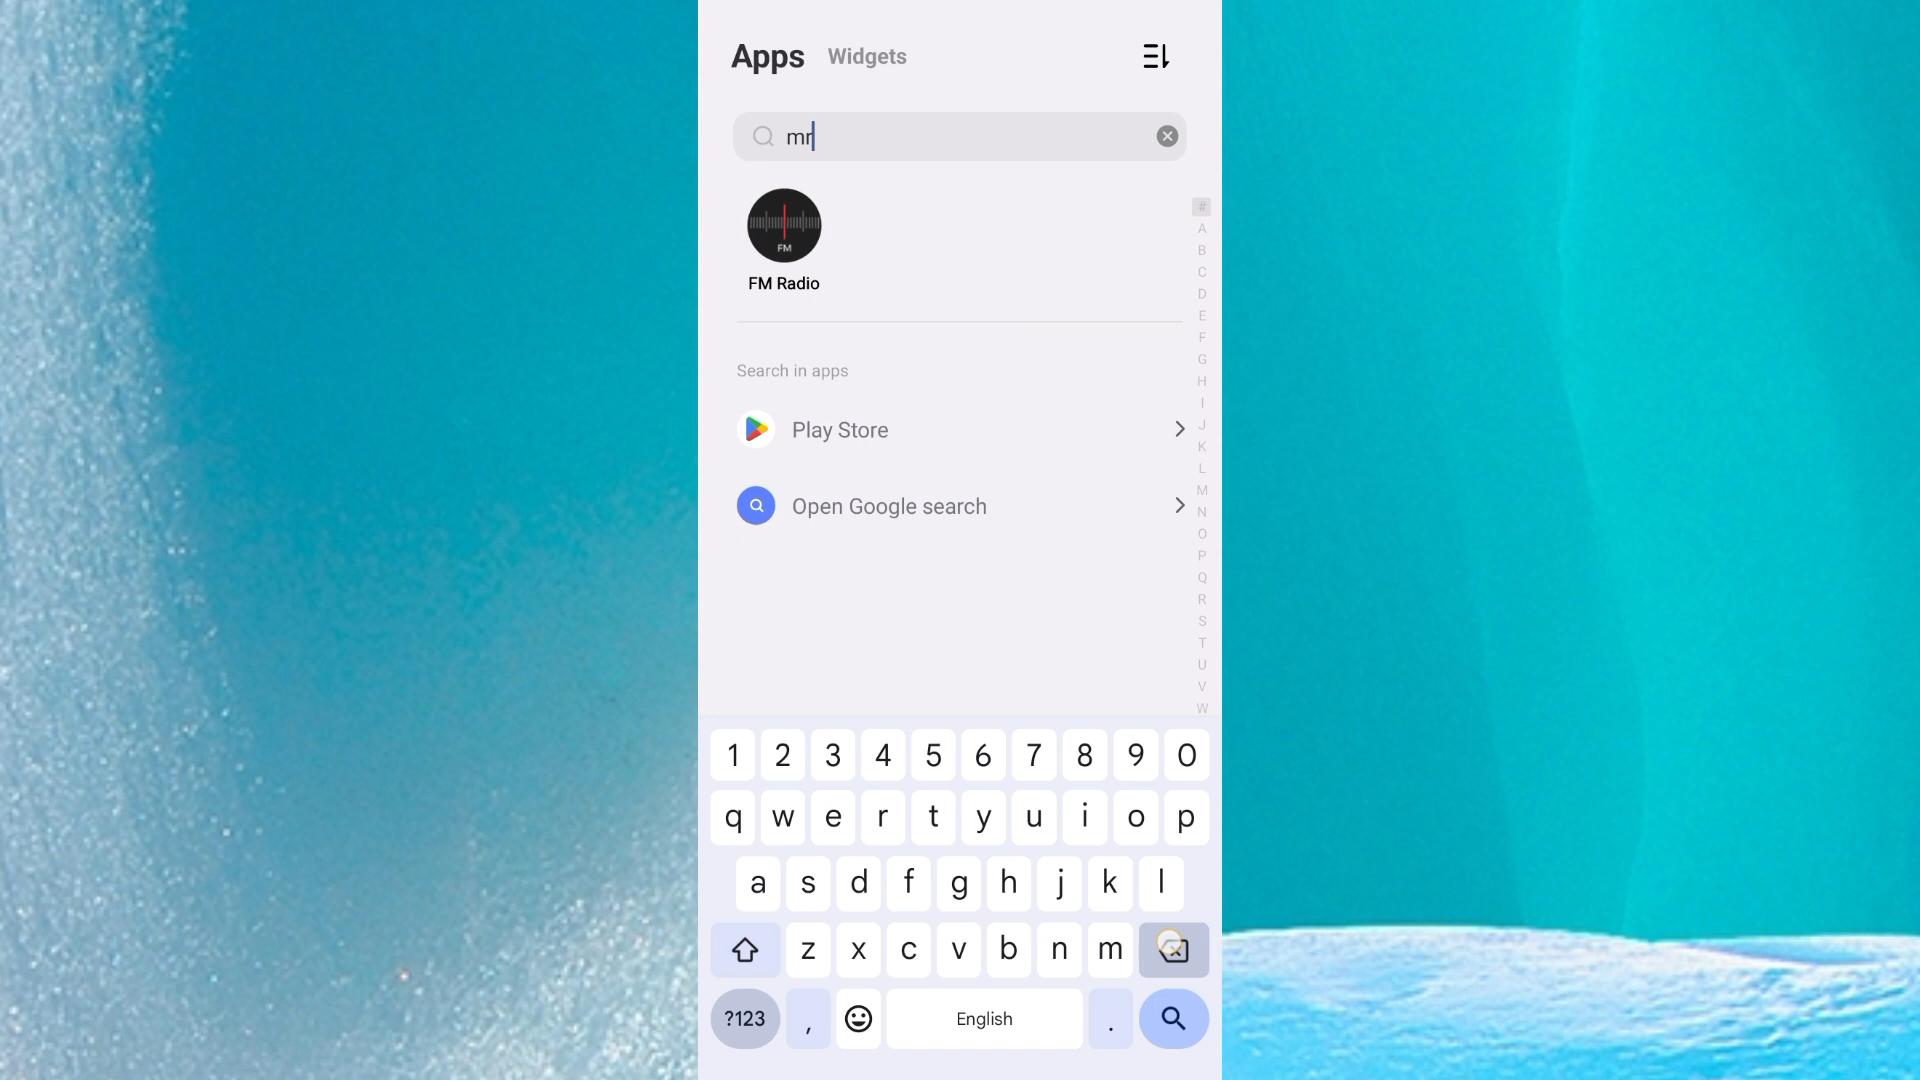 Apps Widgets
mr
FM
FM Radio
Search in apps
Play Store
Open Google search
#
A
B
C
D
E
F
G
H
I
J
K
L
M
N
O
P
Q
R
S
T
U
V
W
1 2 3 4 5 6 7 8 9 0
q w e r t y u i o p
a s d f g h j k l
z x c v b n m
?123 , English .